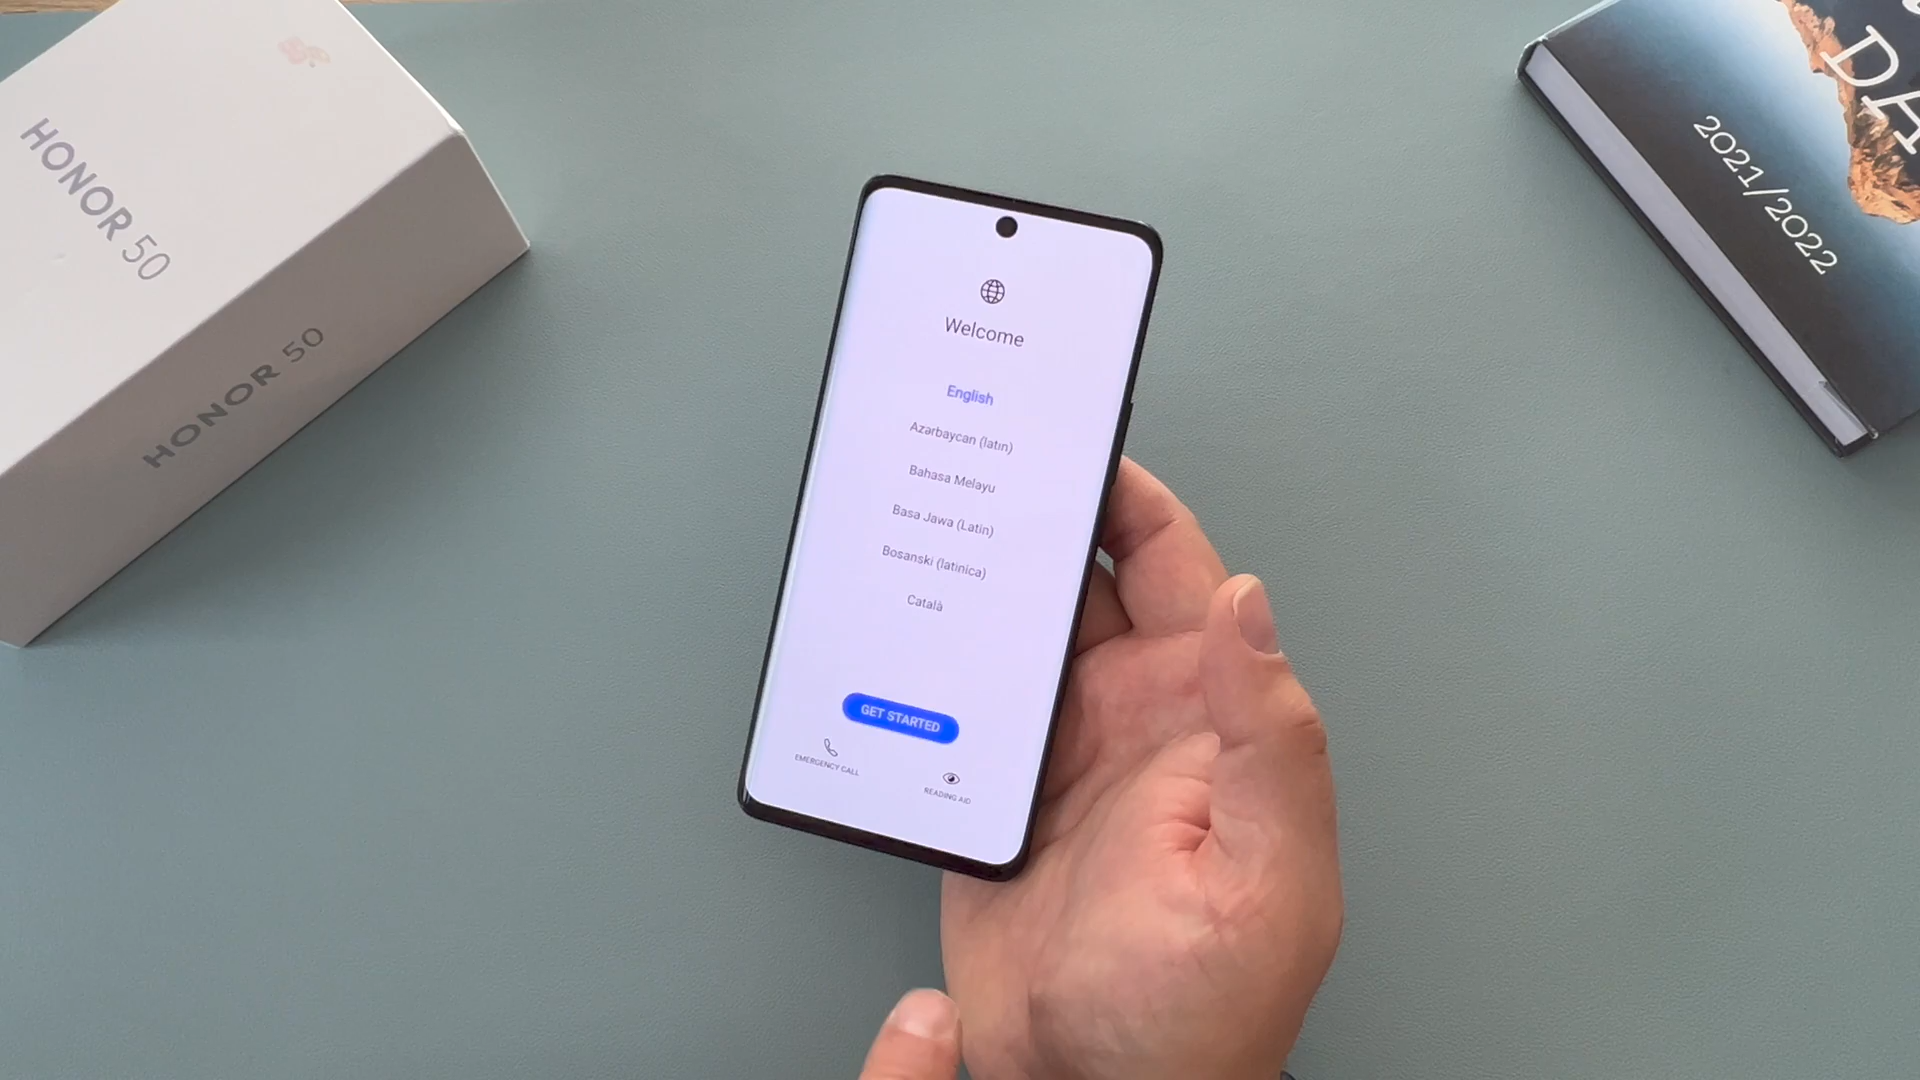 HONOR 50
HONOR 50
Welcome
English
Azərbaycan (latın)
Bahasa Melayu
Basa Jawa (Latin)
Bosanski (latinica)
Català
GET STARTED
EMERGENCY CALL
READING AID
DA
2021/2022